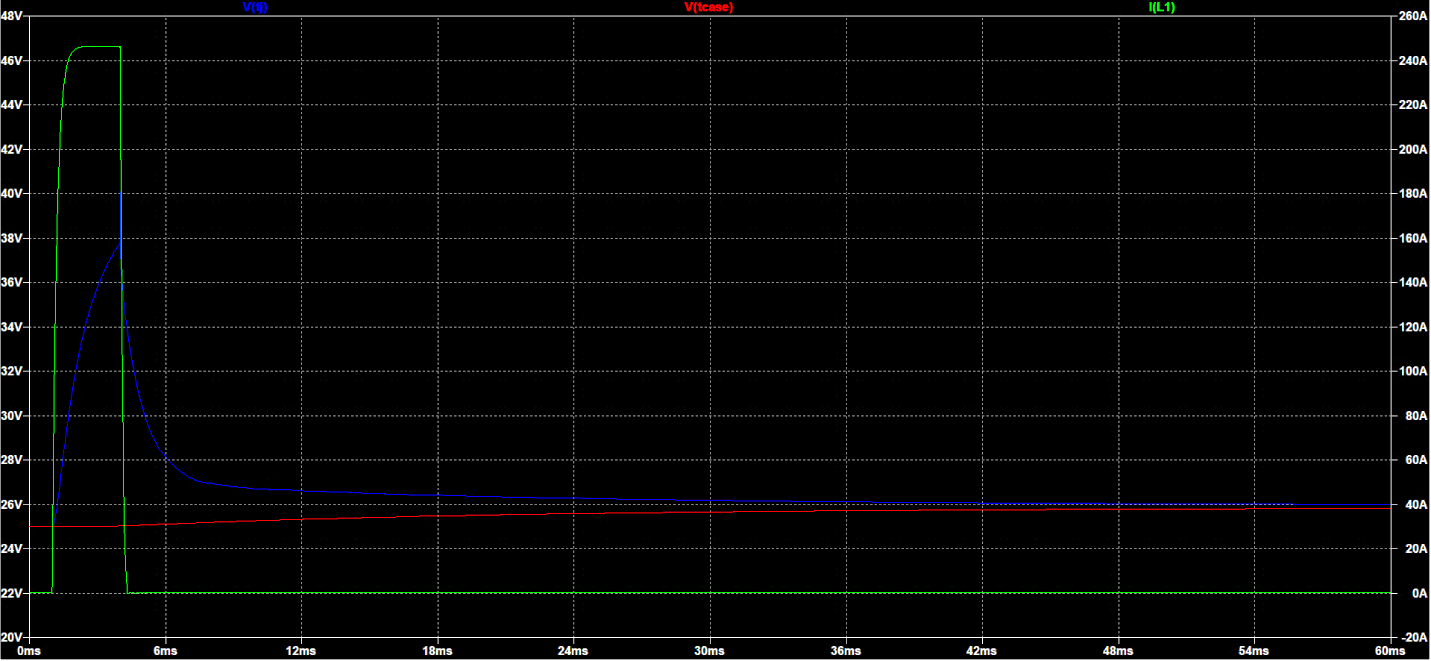 V(tj) V(tcase) I(L1)
48V 260A
46V 240A
44V 220A
42V 200A
40V 180A
38V 160A
36V 140A
34V 120A
32V 100A
30V 80A
28V 60A
26V 40A
24V 20A
22V 0A
20V -20A
0ms 6ms 12ms 18ms 24ms 30ms 36ms 42ms 48ms 54ms 60ms